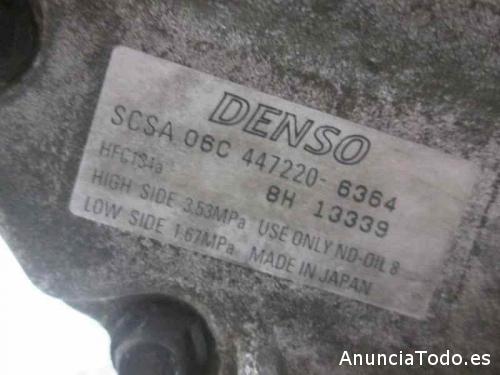 DENSO
SCSA 06C 447220-6364
HFC134a 8H 13339
HIGH SIDE 3.53MPa USE ONLY ND-OIL 8
LOW SIDE 1.67MPa MADE IN JAPAN
AnunciaTodo.es